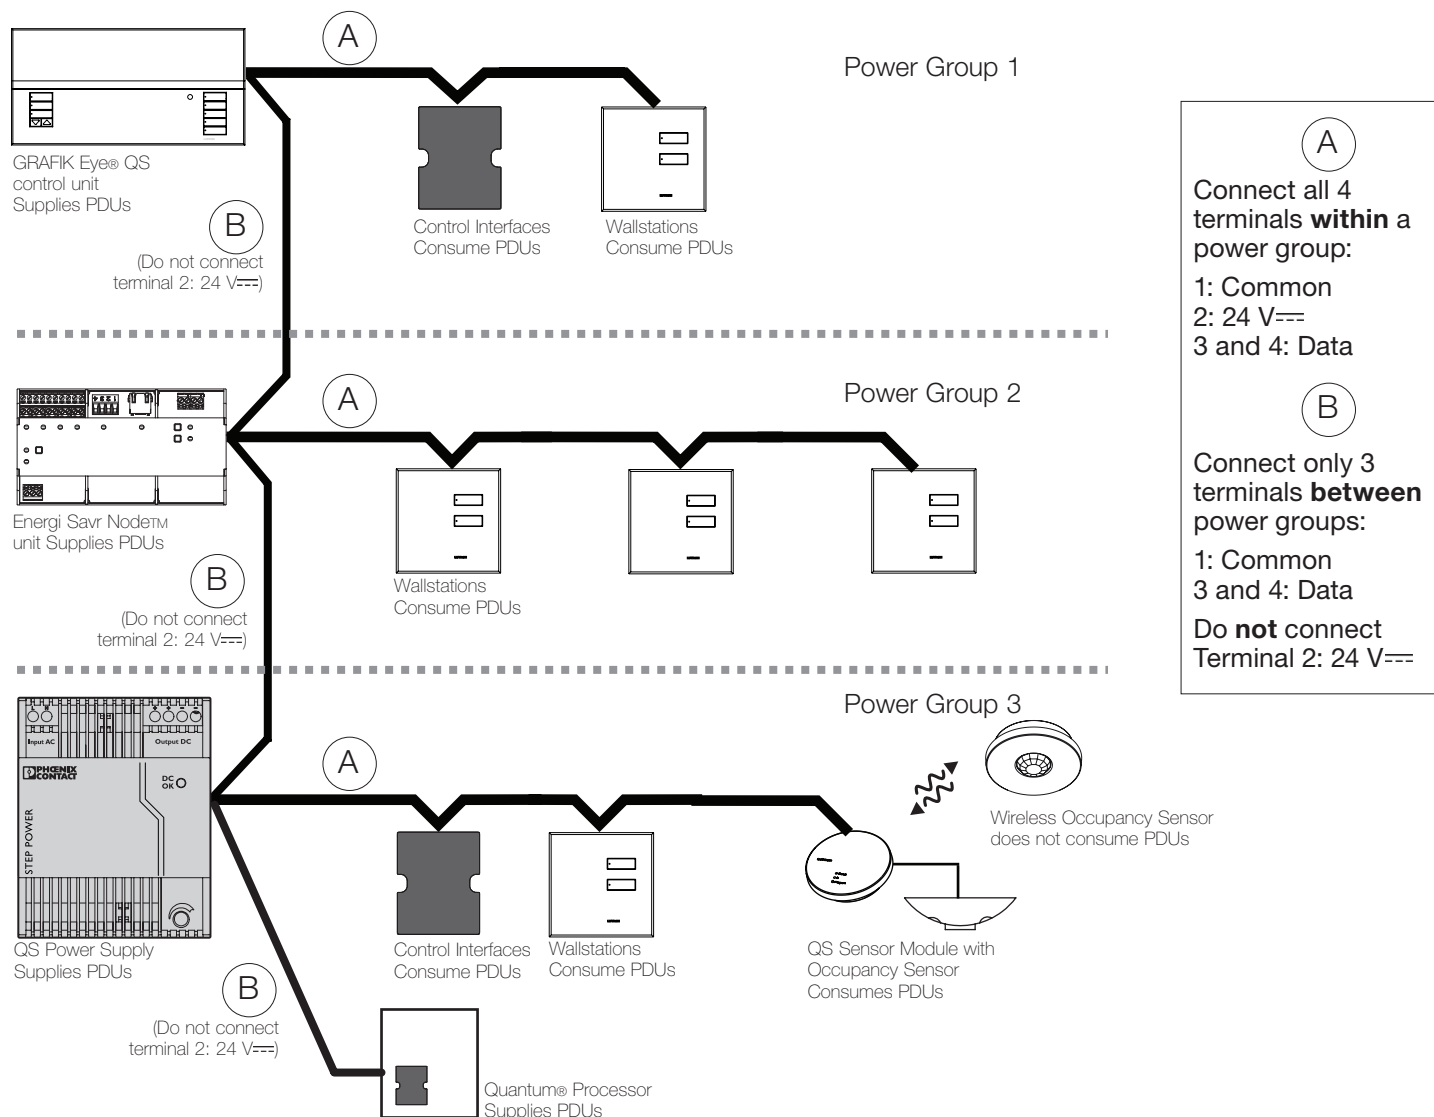 A
Power Group 1
GRAFIK Eye® QS
control unit
Supplies PDUs
B
(Do not connect
terminal 2: 24 V⎓)
Control Interfaces
Consume PDUs
Wallstations
Consume PDUs
A
Power Group 2
Energi Savr Node™
unit Supplies PDUs
B
(Do not connect
terminal 2: 24 V⎓)
Wallstations
Consume PDUs
Power Group 3
L N
+ + - -
Input AC
Output DC
PHŒNIX
CONTACT
DC
OK
STEP POWER
A
Wireless Occupancy Sensor
does not consume PDUs
QS Power Supply
Supplies PDUs
Control Interfaces
Consume PDUs
Wallstations
Consume PDUs
QS Sensor Module with
Occupancy Sensor
Consumes PDUs
B
(Do not connect
terminal 2: 24 V⎓)
Quantum® Processor
Supplies PDUs
A
Connect all 4
terminals within a
power group:
1: Common
2: 24 V⎓
3 and 4: Data
B
Connect only 3
terminals between
power groups:
1: Common
3 and 4: Data
Do not connect
Terminal 2: 24 V⎓